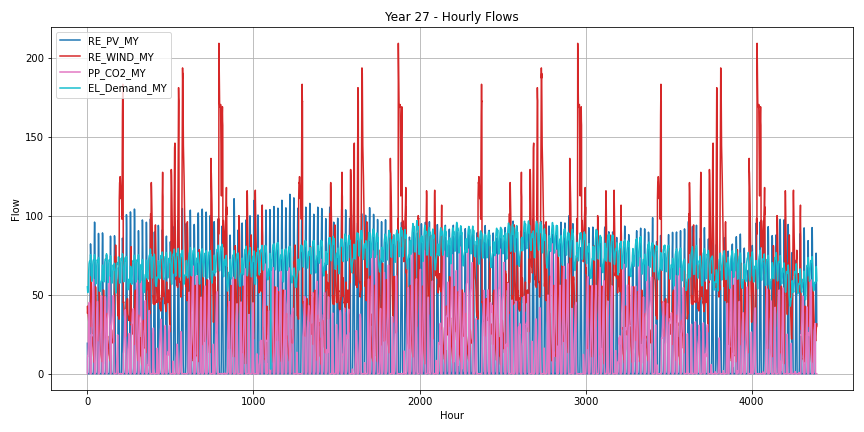 Year 27 - Hourly Flows
RE_PV_MY
RE_WIND_MY
PP_CO2_MY
EL_Demand_MY
200
150
100
50
0
Flow
0 1000 2000 3000 4000
Hour